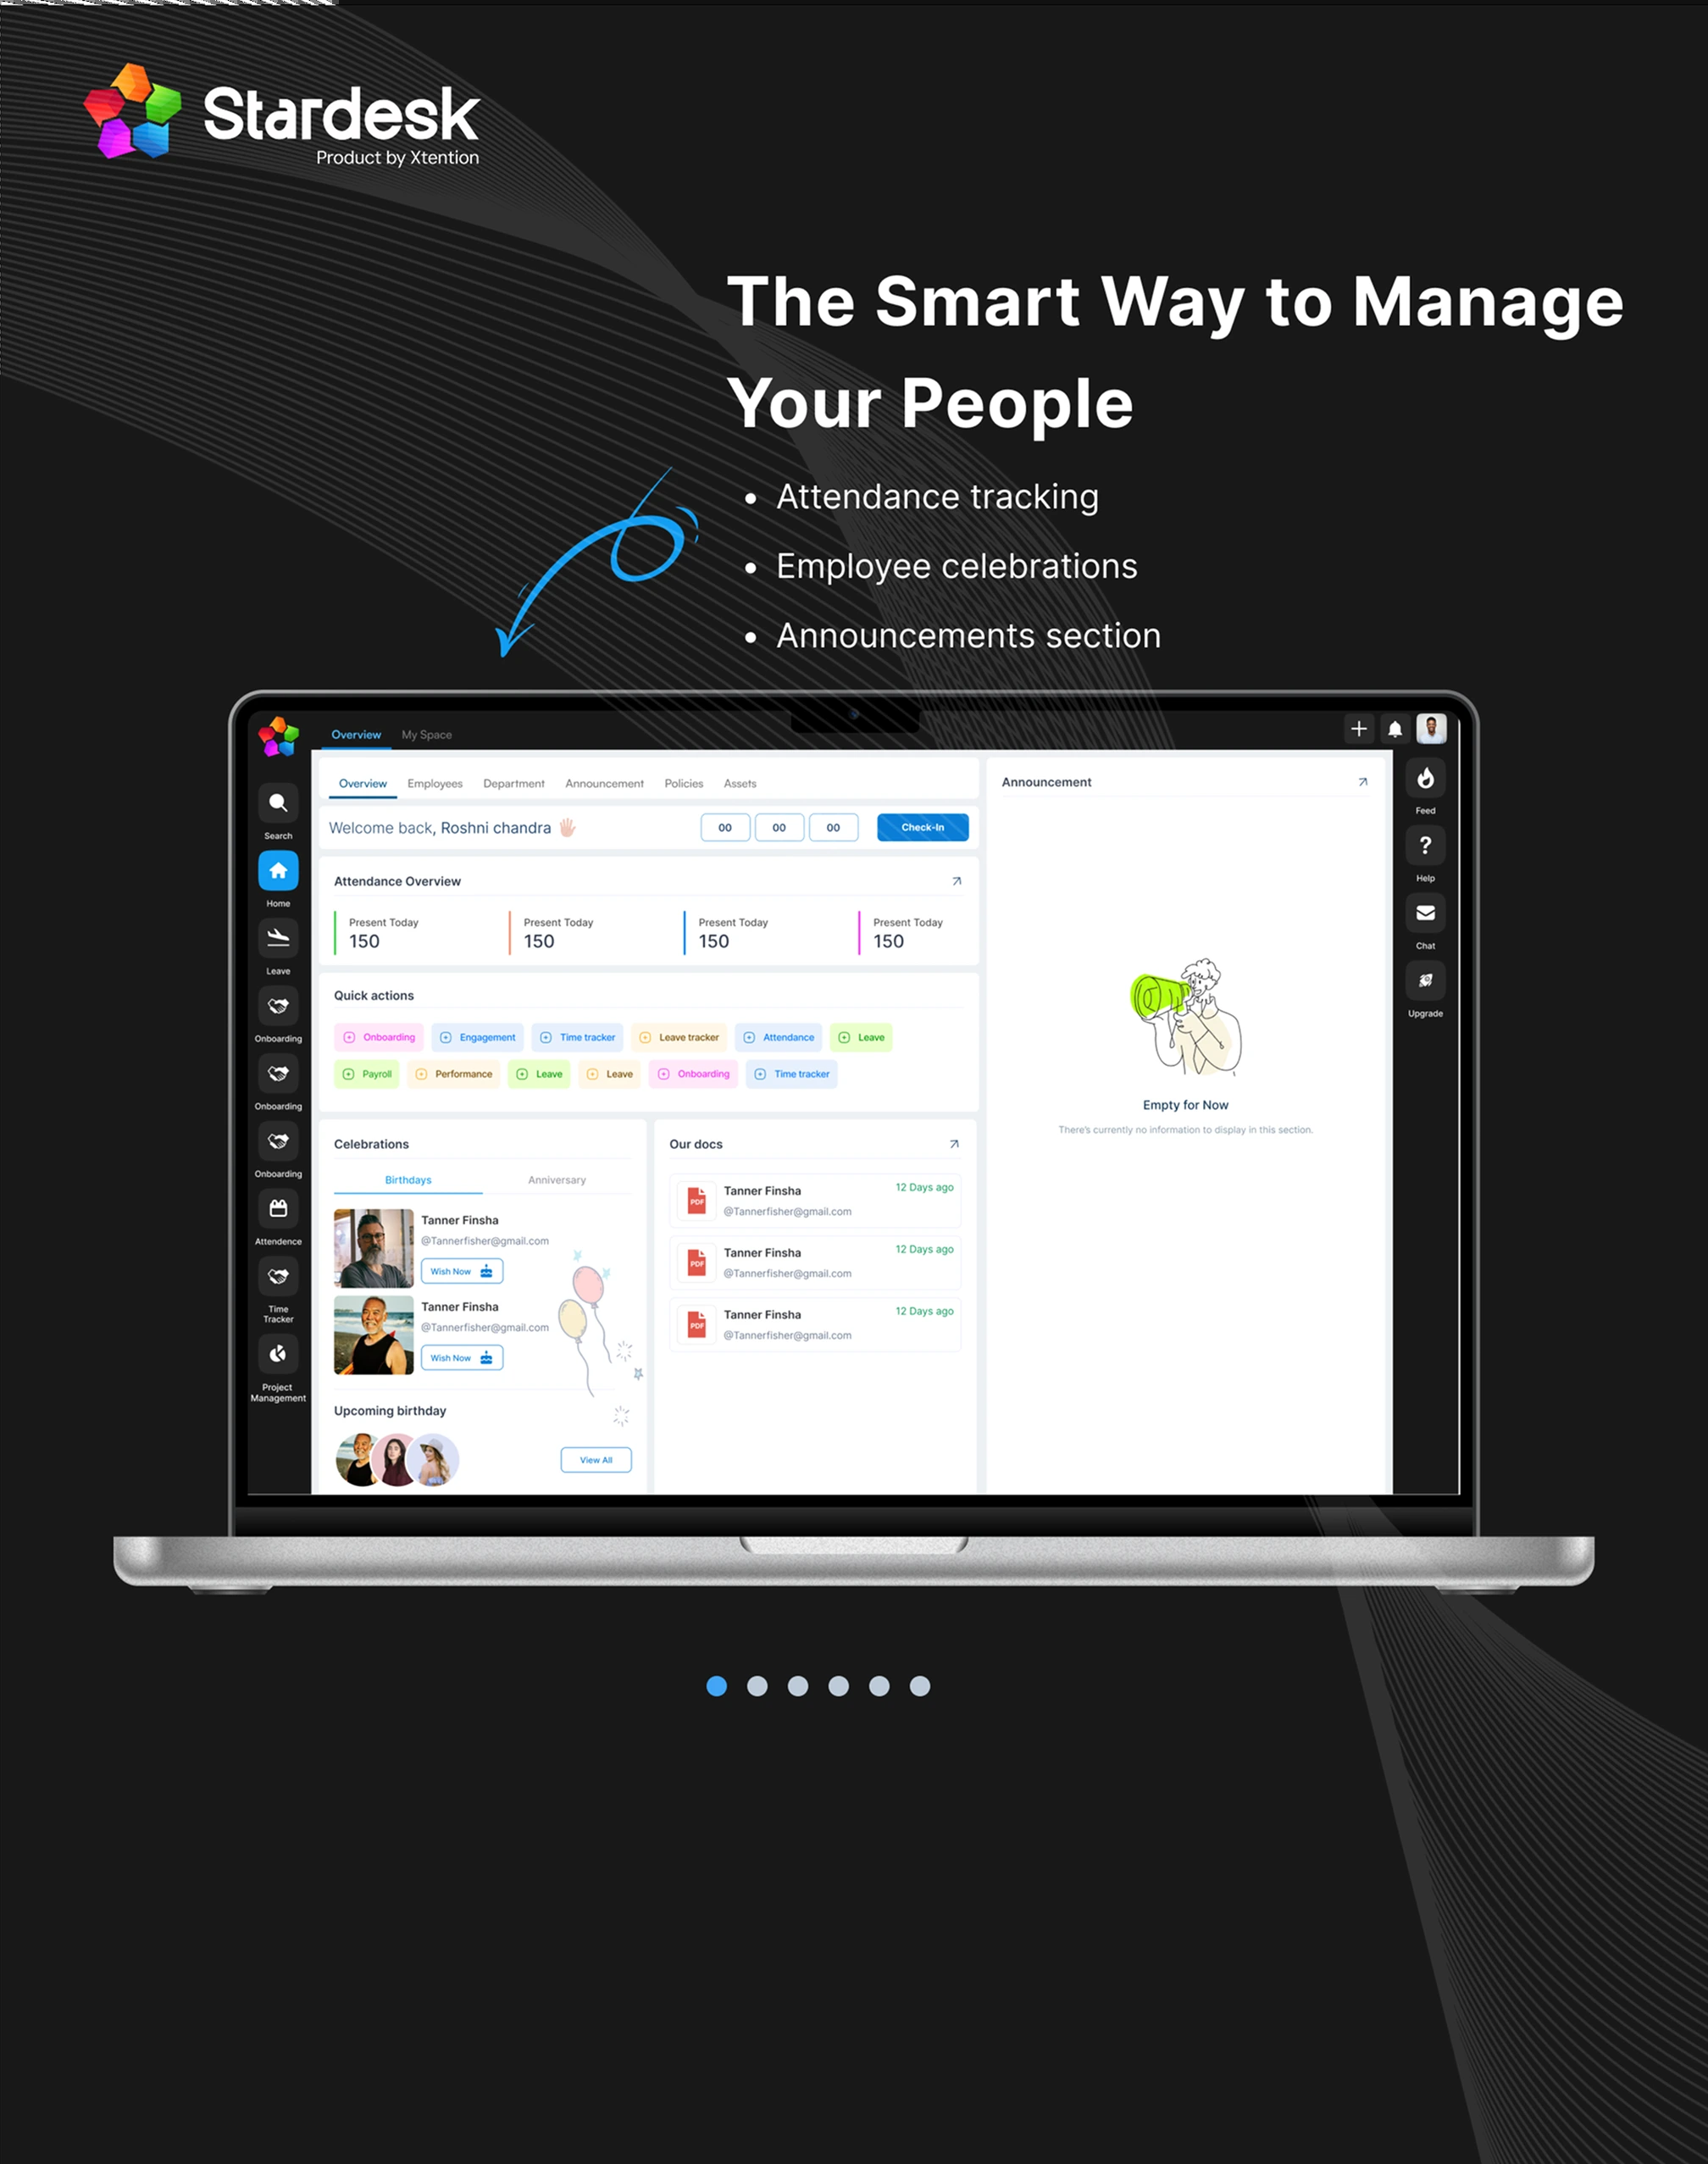 Stardesk
Product by Xtention
The Smart Way to Manage
Your People
• Attendance tracking
• Employee celebrations
• Announcements section
Overview My Space
Search
Home
Leave
Onboarding
Onboarding
Onboarding
Attendence
Time
Tracker
Project
Management
Overview Employees Department Announcement Policies Assets
Welcome back, Roshni chandra
00 00 00 Check-In
Attendance Overview
Present Today Present Today Present Today Present Today
150 150 150 150
Quick actions
Onboarding Engagement Time tracker Leave tracker Attendance Leave
Payroll Performance Leave Leave Onboarding Time tracker
Celebrations
Birthdays Anniversary
Tanner Finsha
@Tannerfisher@gmail.com
Wish Now
Tanner Finsha
@Tannerfisher@gmail.com
Wish Now
Upcoming birthday
View All
Our docs
PDF Tanner Finsha 12 Days ago
@Tannerfisher@gmail.com
PDF Tanner Finsha 12 Days ago
@Tannerfisher@gmail.com
PDF Tanner Finsha 12 Days ago
@Tannerfisher@gmail.com
Announcement
Empty for Now
There's currently no information to display in this section.
Feed
?
Help
Chat
Upgrade